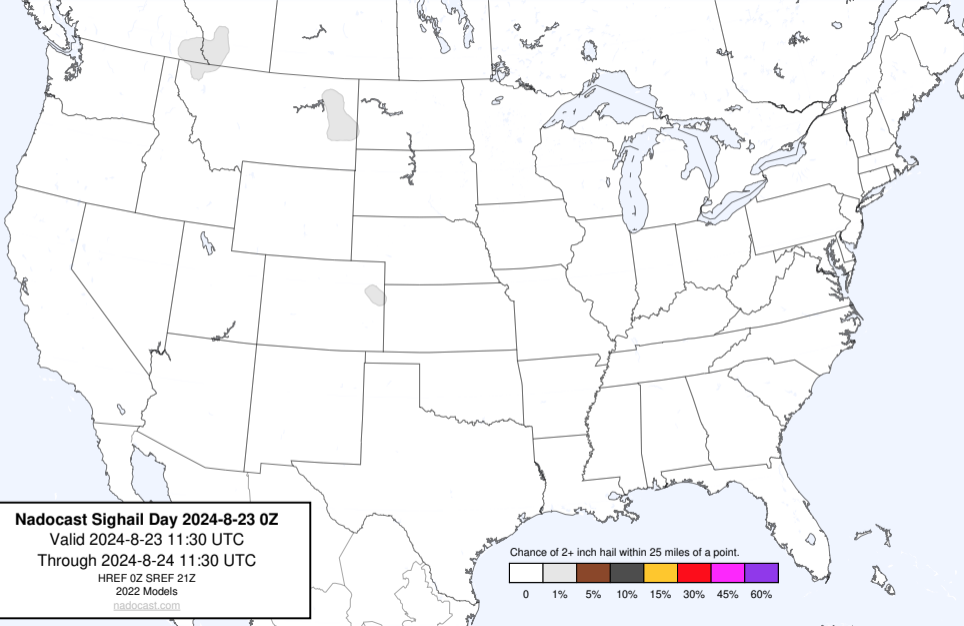 Nadocast Sighail Day 2024-8-23 0Z
Valid 2024-8-23 11:30 UTC
Through 2024-8-24 11:30 UTC
HREF 0Z SREF 21Z
2022 Models
nadocast.com
Chance of 2+ inch hail within 25 miles of a point.
0 1% 5% 10% 15% 30% 45% 60%